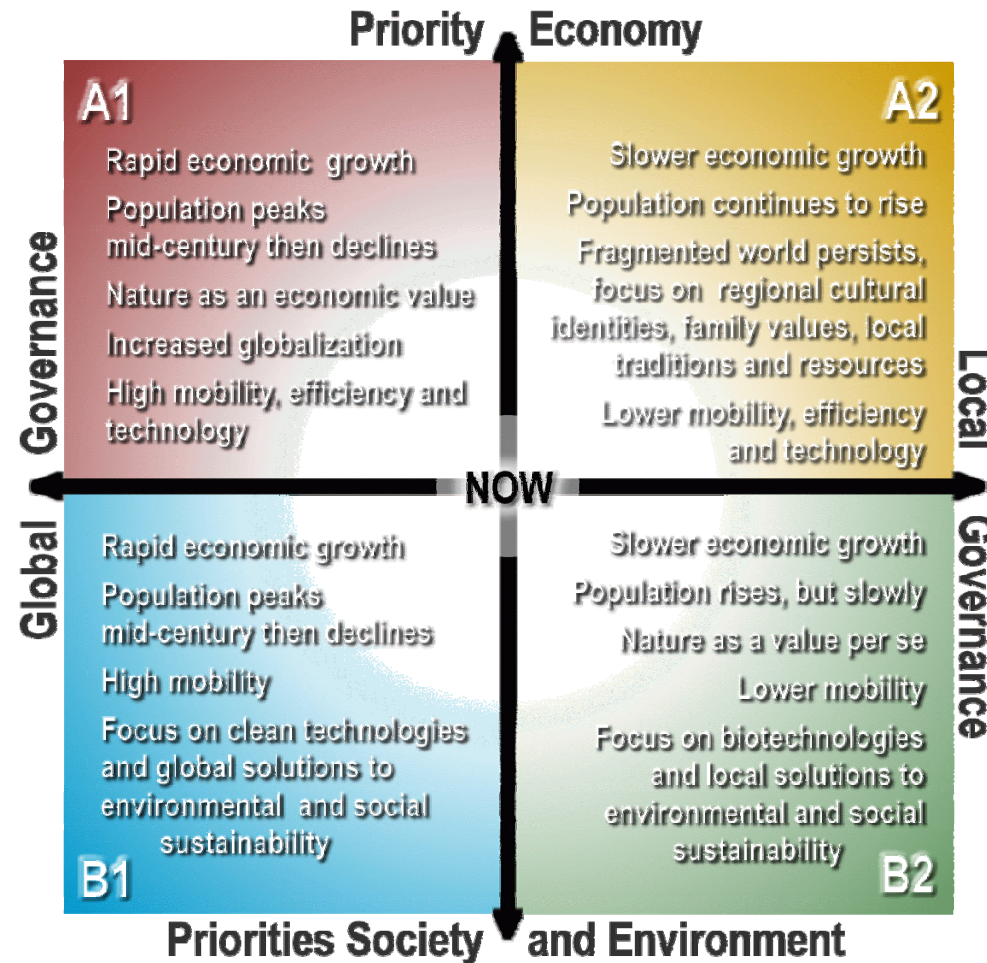 Priority Economy
A1
Rapid economic growth
Population peaks
mid-century then declines
Nature as an economic value
Increased globalization
High mobility, efficiency and
technology
A2
Slower economic growth
Population continues to rise
Fragmented world persists,
focus on regional cultural
identities, family values, local
traditions and resources
Lower mobility, efficiency
and technology
Governance
Global
NOW
Local
Governance
Rapid economic growth
Population peaks
mid-century then declines
High mobility
Focus on clean technologies
and global solutions to
environmental and social
sustainability
B1
Slower economic growth
Population rises, but slowly
Nature as a value per se
Lower mobility
Focus on biotechnologies
and local solutions to
environmental and social
sustainability
B2
Priorities Society and Environment